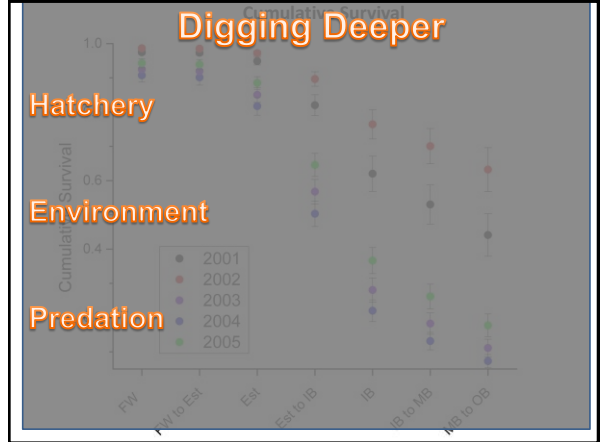 Cumulative Survival
Digging Deeper
1.0
Hatchery
0.6
Environment
0.4
Cumulative Survival
2001
2002
2003
Predation
2004
2005
FW
FW to Est
Est
Est to IB
IB
IB to MB
MB to OB